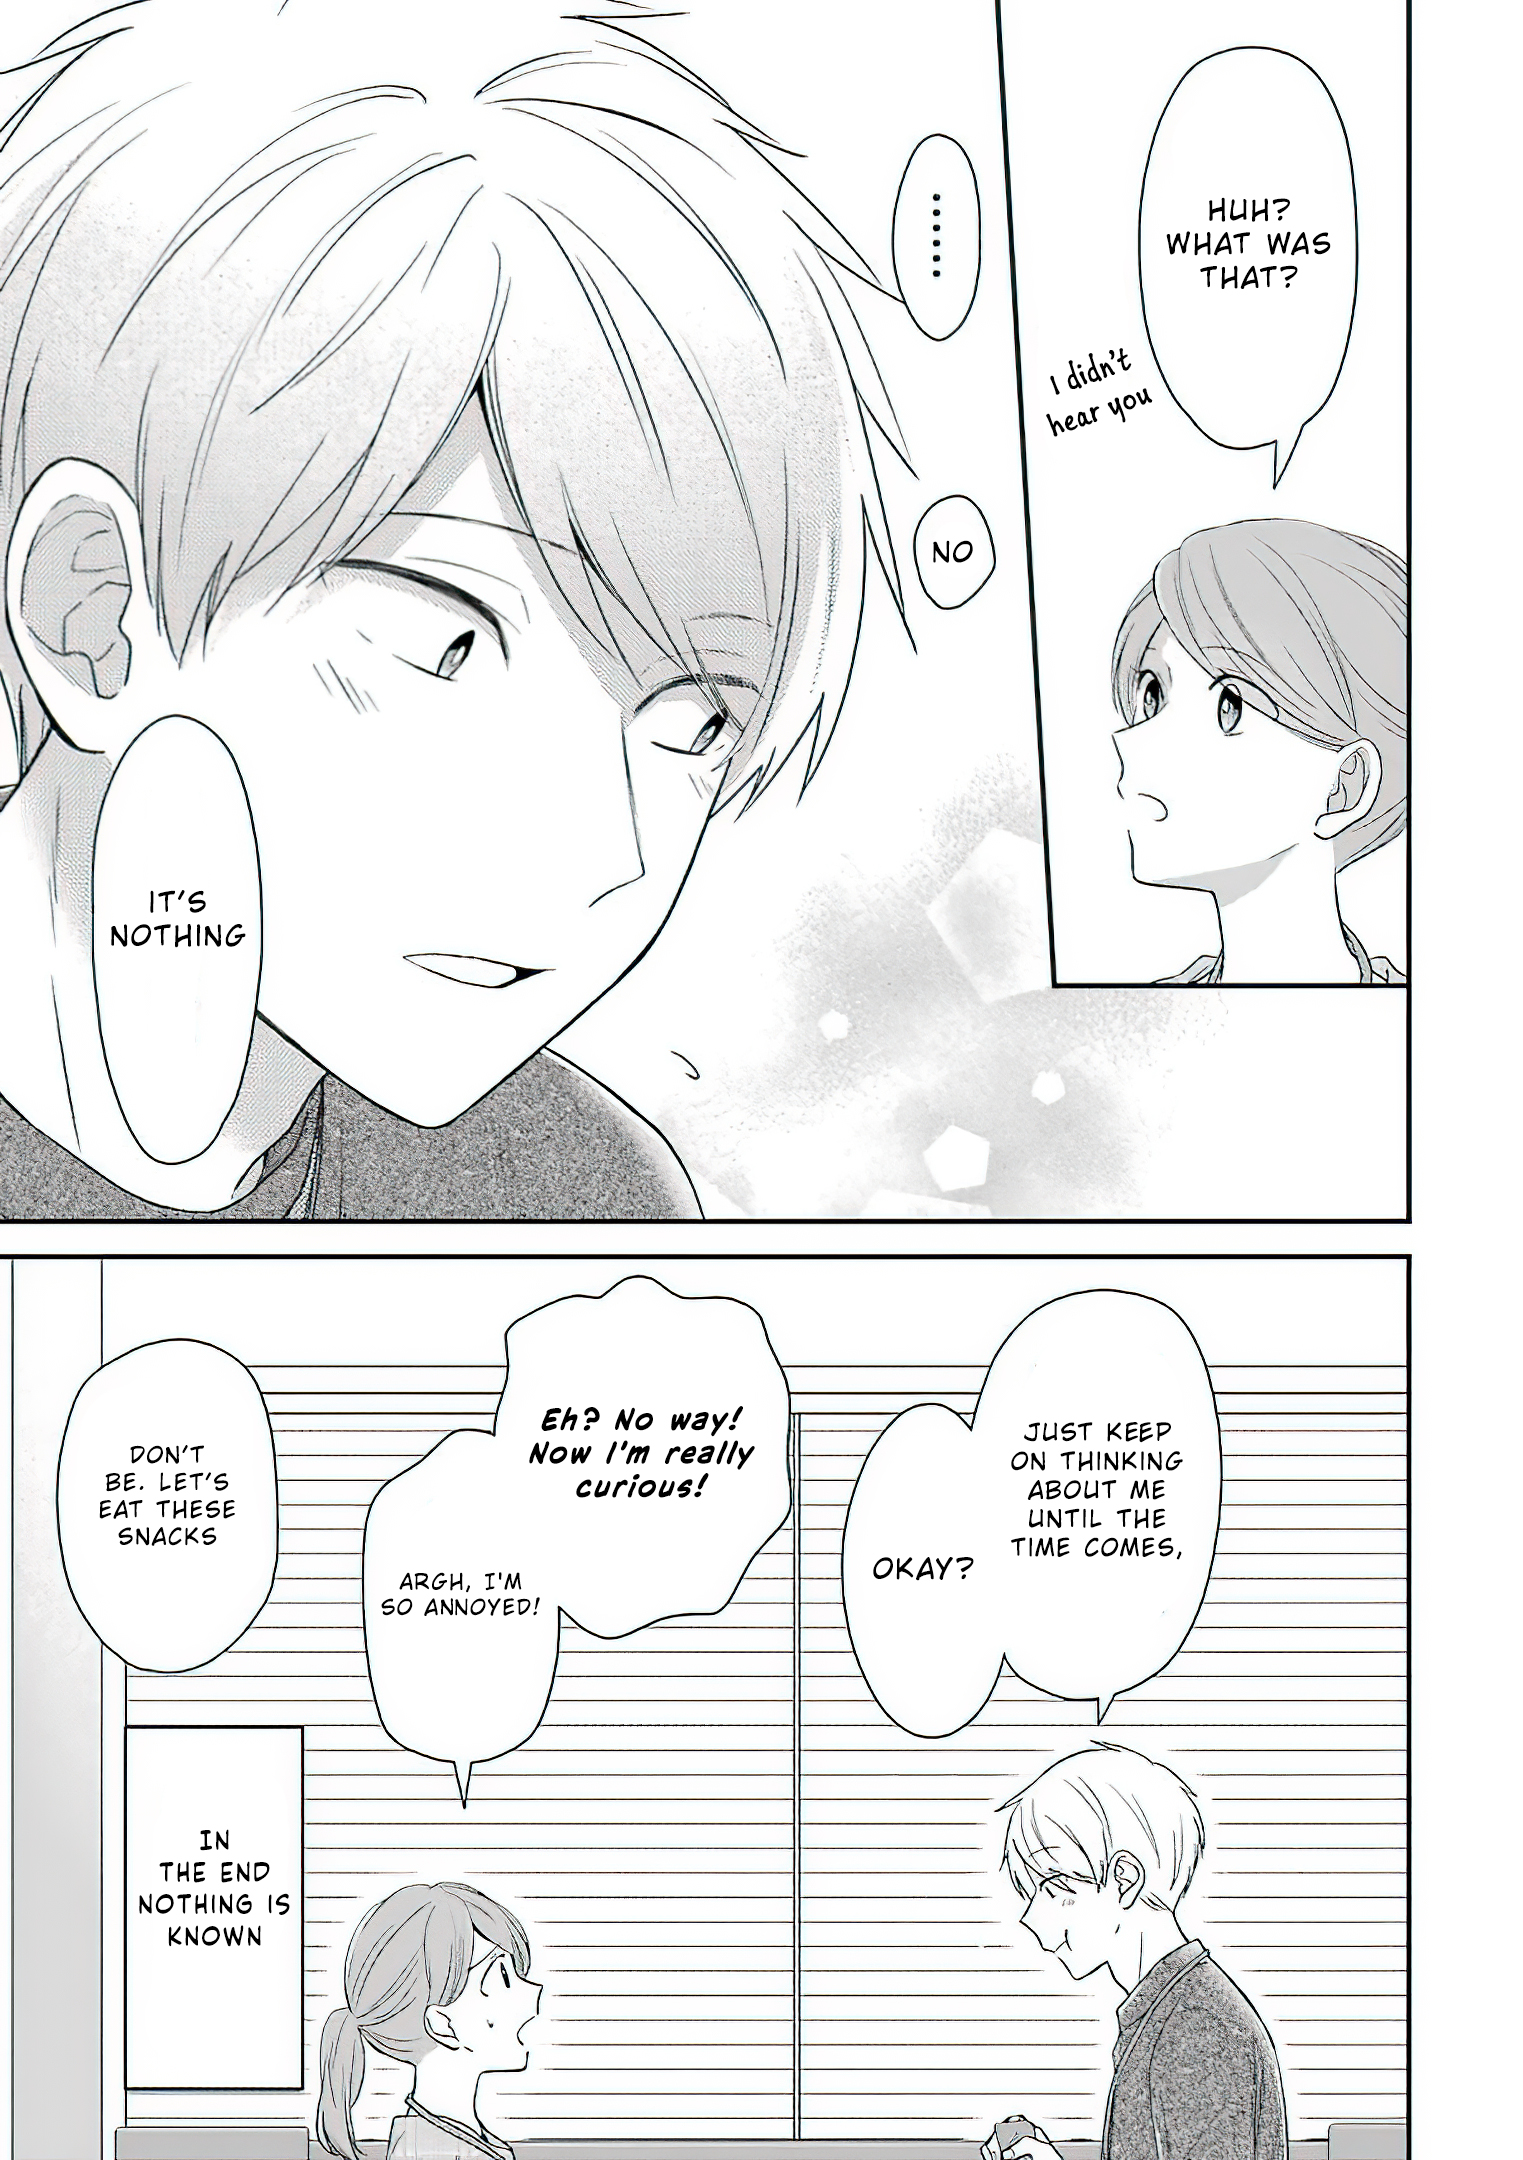 HUH?
WHAT WAS
THAT?
I didn't
hear you
........
NO
IT'S
NOTHING
JUST KEEP
ON THINKING
ABOUT ME
UNTIL THE
TIME COMES,
OKAY?
Eh? No way!
Now I'm really
curious!
ARGH, I'M
SO ANNOYED!
DON'T
BE. LET'S
EAT THESE
SNACKS
IN
THE END
NOTHING IS
KNOWN